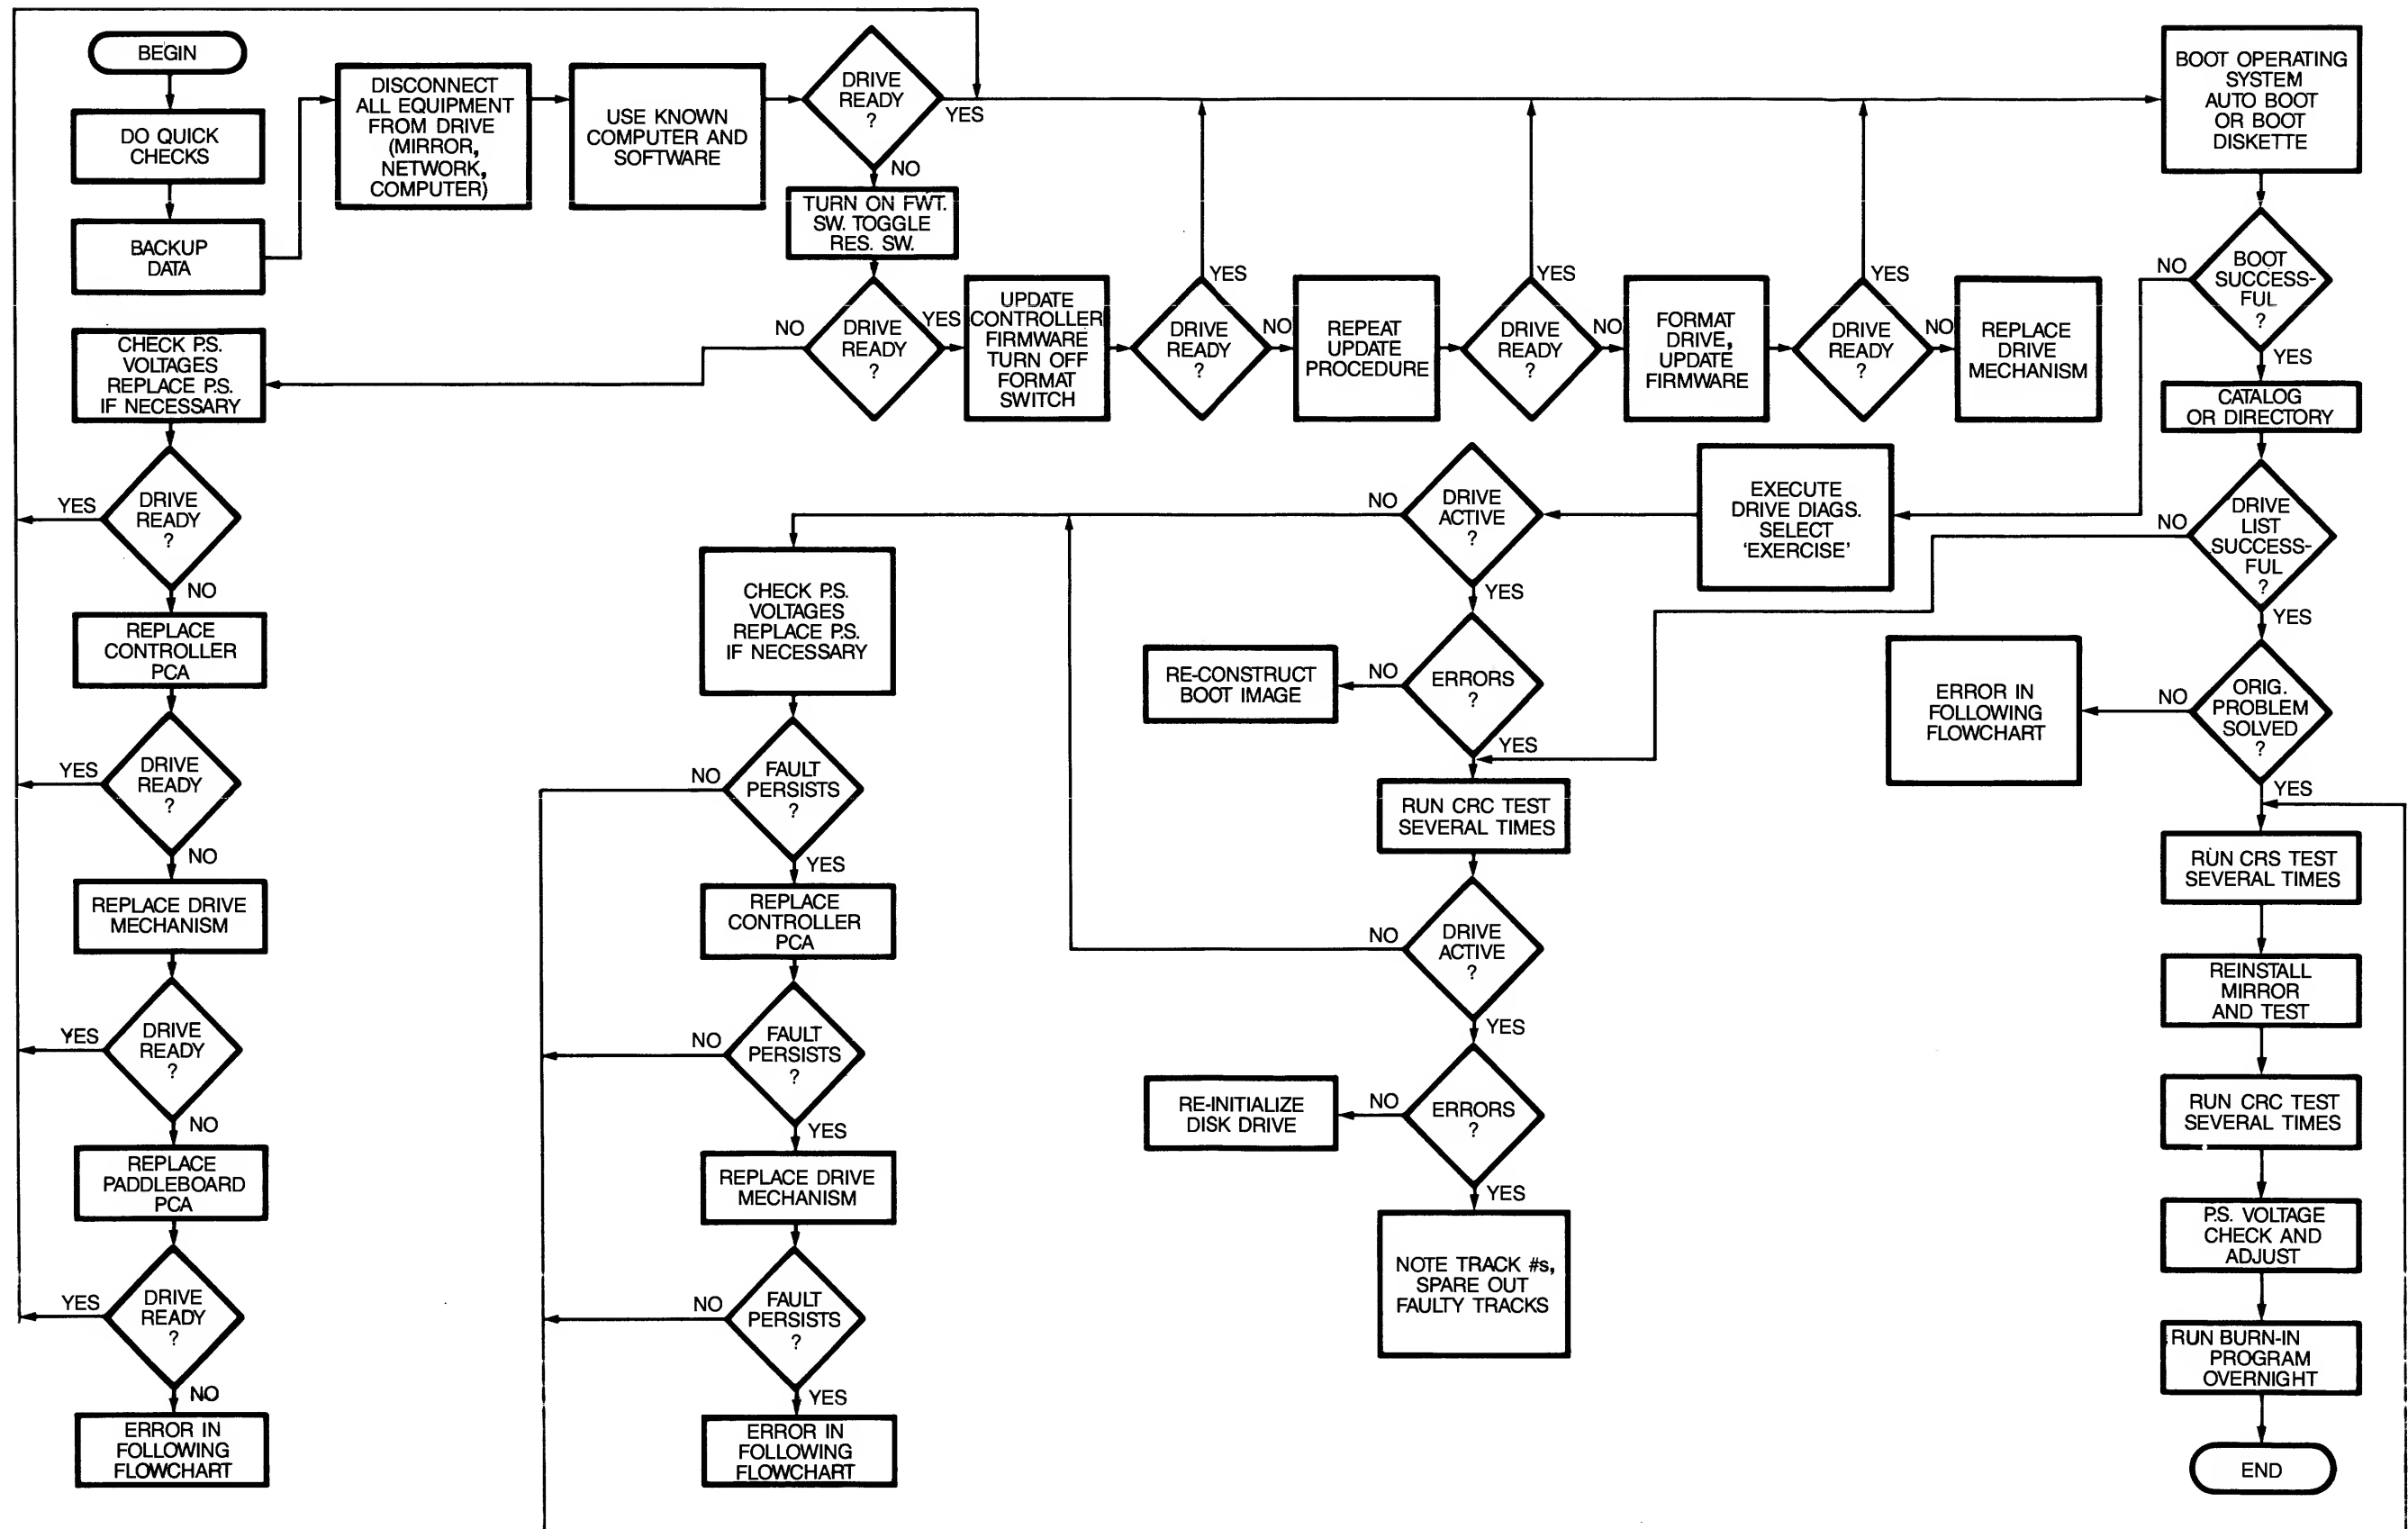 BEGIN
DO QUICK
CHECKS
BACKUP
DATA
DISCONNECT
ALL EQUIPMENT
FROM DRIVE
(MIRROR,
NETWORK,
COMPUTER)
USE KNOWN
COMPUTER AND
SOFTWARE
DRIVE
READY
?
YES
NO
TURN ON FWT.
SW. TOGGLE
RES. SW.
DRIVE
READY
?
NO
YES
UPDATE
CONTROLLER
FIRMWARE
TURN OFF
FORMAT
SWITCH
DRIVE
READY
?
YES
NO
REPEAT
UPDATE
PROCEDURE
DRIVE
READY
?
YES
NO
FORMAT
DRIVE,
UPDATE
FIRMWARE
DRIVE
READY
?
YES
NO
REPLACE
DRIVE
MECHANISM
CHECK P.S.
VOLTAGES
REPLACE P.S.
IF NECESSARY
DRIVE
READY
?
YES
NO
REPLACE
CONTROLLER
PCA
DRIVE
READY
?
YES
NO
REPLACE DRIVE
MECHANISM
DRIVE
READY
?
YES
NO
REPLACE
PADDLEBOARD
PCA
DRIVE
READY
?
YES
NO
ERROR IN
FOLLOWING
FLOWCHART
CHECK P.S.
VOLTAGES
REPLACE P.S.
IF NECESSARY
FAULT
PERSISTS
?
NO
YES
REPLACE
CONTROLLER
PCA
FAULT
PERSISTS
?
NO
YES
REPLACE DRIVE
MECHANISM
FAULT
PERSISTS
?
NO
YES
ERROR IN
FOLLOWING
FLOWCHART
DRIVE
ACTIVE
?
NO
YES
ERRORS
?
NO
YES
RE-CONSTRUCT
BOOT IMAGE
RUN CRC TEST
SEVERAL TIMES
DRIVE
ACTIVE
?
NO
YES
ERRORS
?
NO
YES
RE-INITIALIZE
DISK DRIVE
NOTE TRACK #s,
SPARE OUT
FAULTY TRACKS
EXECUTE
DRIVE DIAGS.
SELECT
'EXERCISE'
BOOT OPERATING
SYSTEM
AUTO BOOT
OR BOOT
DISKETTE
BOOT
SUCCESS-
FUL
?
NO
YES
CATALOG
OR DIRECTORY
DRIVE
LIST
SUCCESS-
FUL
?
NO
YES
ORIG.
PROBLEM
SOLVED
?
NO
YES
ERROR IN
FOLLOWING
FLOWCHART
RUN CRS TEST
SEVERAL TIMES
REINSTALL
MIRROR
AND TEST
RUN CRC TEST
SEVERAL TIMES
P.S. VOLTAGE
CHECK AND
ADJUST
RUN BURN-IN
PROGRAM
OVERNIGHT
END